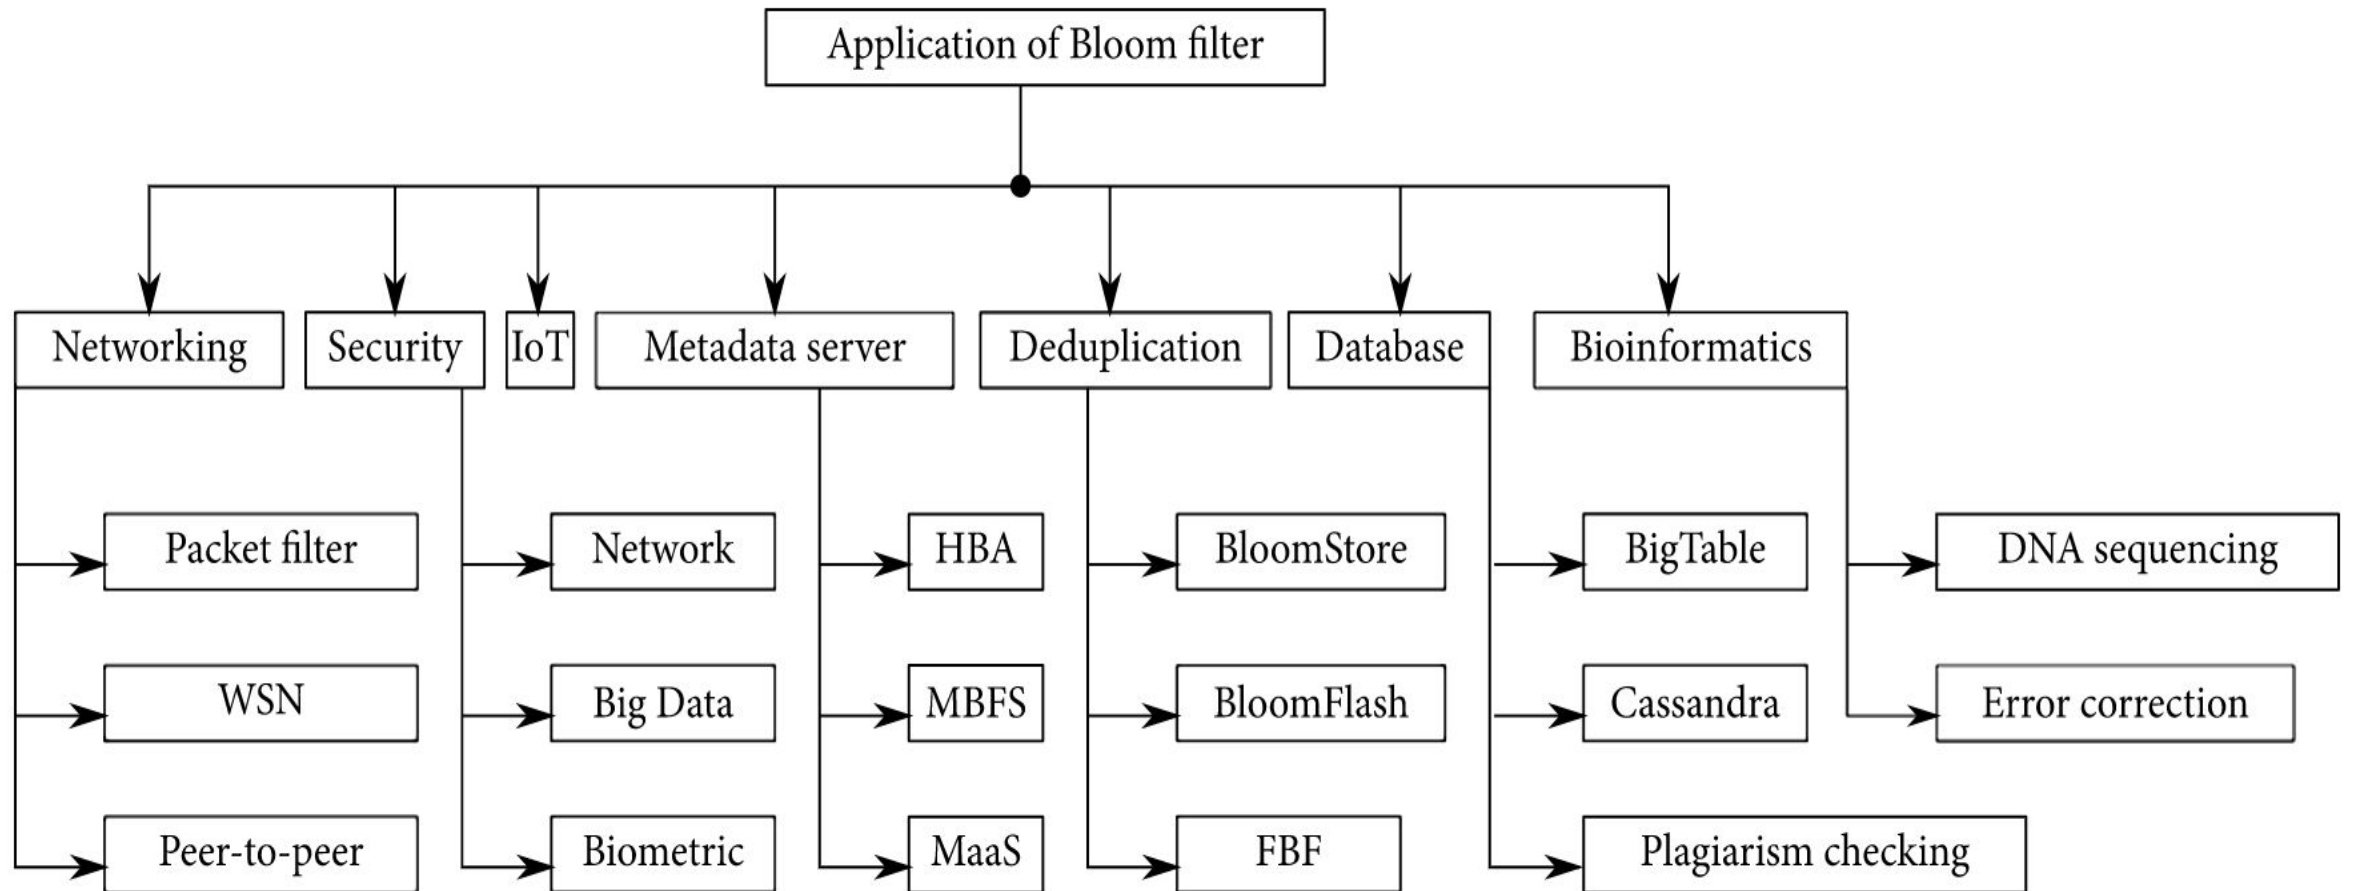 Application of Bloom filter
Networking
Security
IoT
Metadata server
Deduplication
Database
Bioinformatics
Packet filter
Network
HBA
BloomStore
BigTable
DNA sequencing
WSN
Big Data
MBFS
BloomFlash
Cassandra
Error correction
Peer-to-peer
Biometric
MaaS
FBF
Plagiarism checking